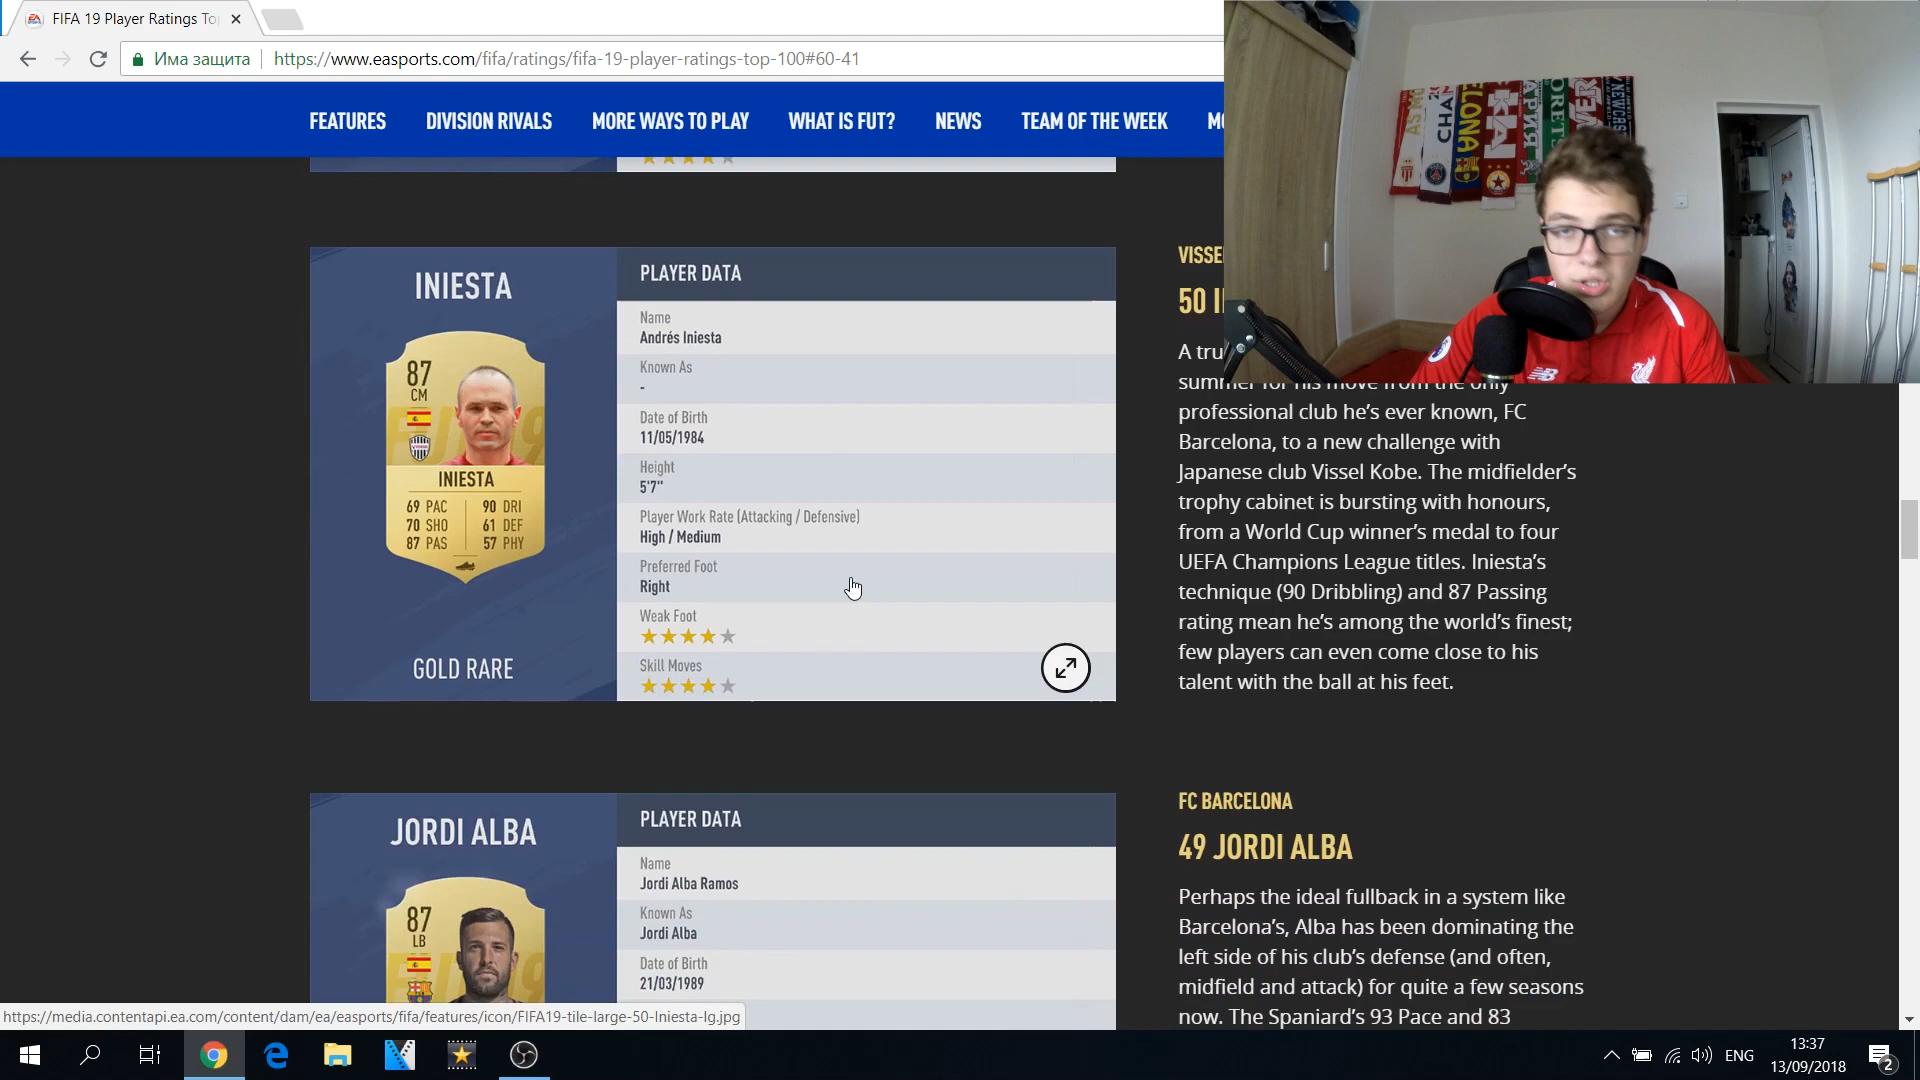 FIFA 19 Player Ratings To
Има защита
https://www.easports.com/fifa/ratings/fifa-19-player-ratings-top-100#60-41
FEATURES
DIVISION RIVALS
MORE WAYS TO PLAY
WHAT IS FUT?
NEWS
TEAM OF THE WEEK
INIESTA
87
CM
INIESTA
69 PAC 90 DRI
70 SHO 61 DEF
87 PAS 57 PHY
GOLD RARE
PLAYER DATA
Name
Andrés Iniesta
Known As
-
Date of Birth
11/05/1984
Height
5'7"
Player Work Rate (Attacking / Defensive)
High / Medium
Preferred Foot
Right
Weak Foot
Skill Moves
VISSE
50
A tru
summer for his move from the only
professional club he's ever known, FC
Barcelona, to a new challenge with
Japanese club Vissel Kobe. The midfielder's
trophy cabinet is bursting with honours,
from a World Cup winner's medal to four
UEFA Champions League titles. Iniesta's
technique (90 Dribbling) and 87 Passing
rating mean he's among the world's finest;
few players can even come close to his
talent with the ball at his feet.
JORDI ALBA
87
LB
PLAYER DATA
Name
Jordi Alba Ramos
Known As
Jordi Alba
Date of Birth
21/03/1989
FC BARCELONA
49 JORDI ALBA
Perhaps the ideal fullback in a system like
Barcelona's, Alba has been dominating the
left side of his club's defense (and often,
midfield and attack) for quite a few seasons
now. The Spaniard's 93 Pace and 83
https://media.contentapi.ea.com/content/dam/ea/easports/fifa/features/icon/FIFA19-tile-large-50-Iniesta-lg.jpg
ENG
13:37
13/09/2018
2